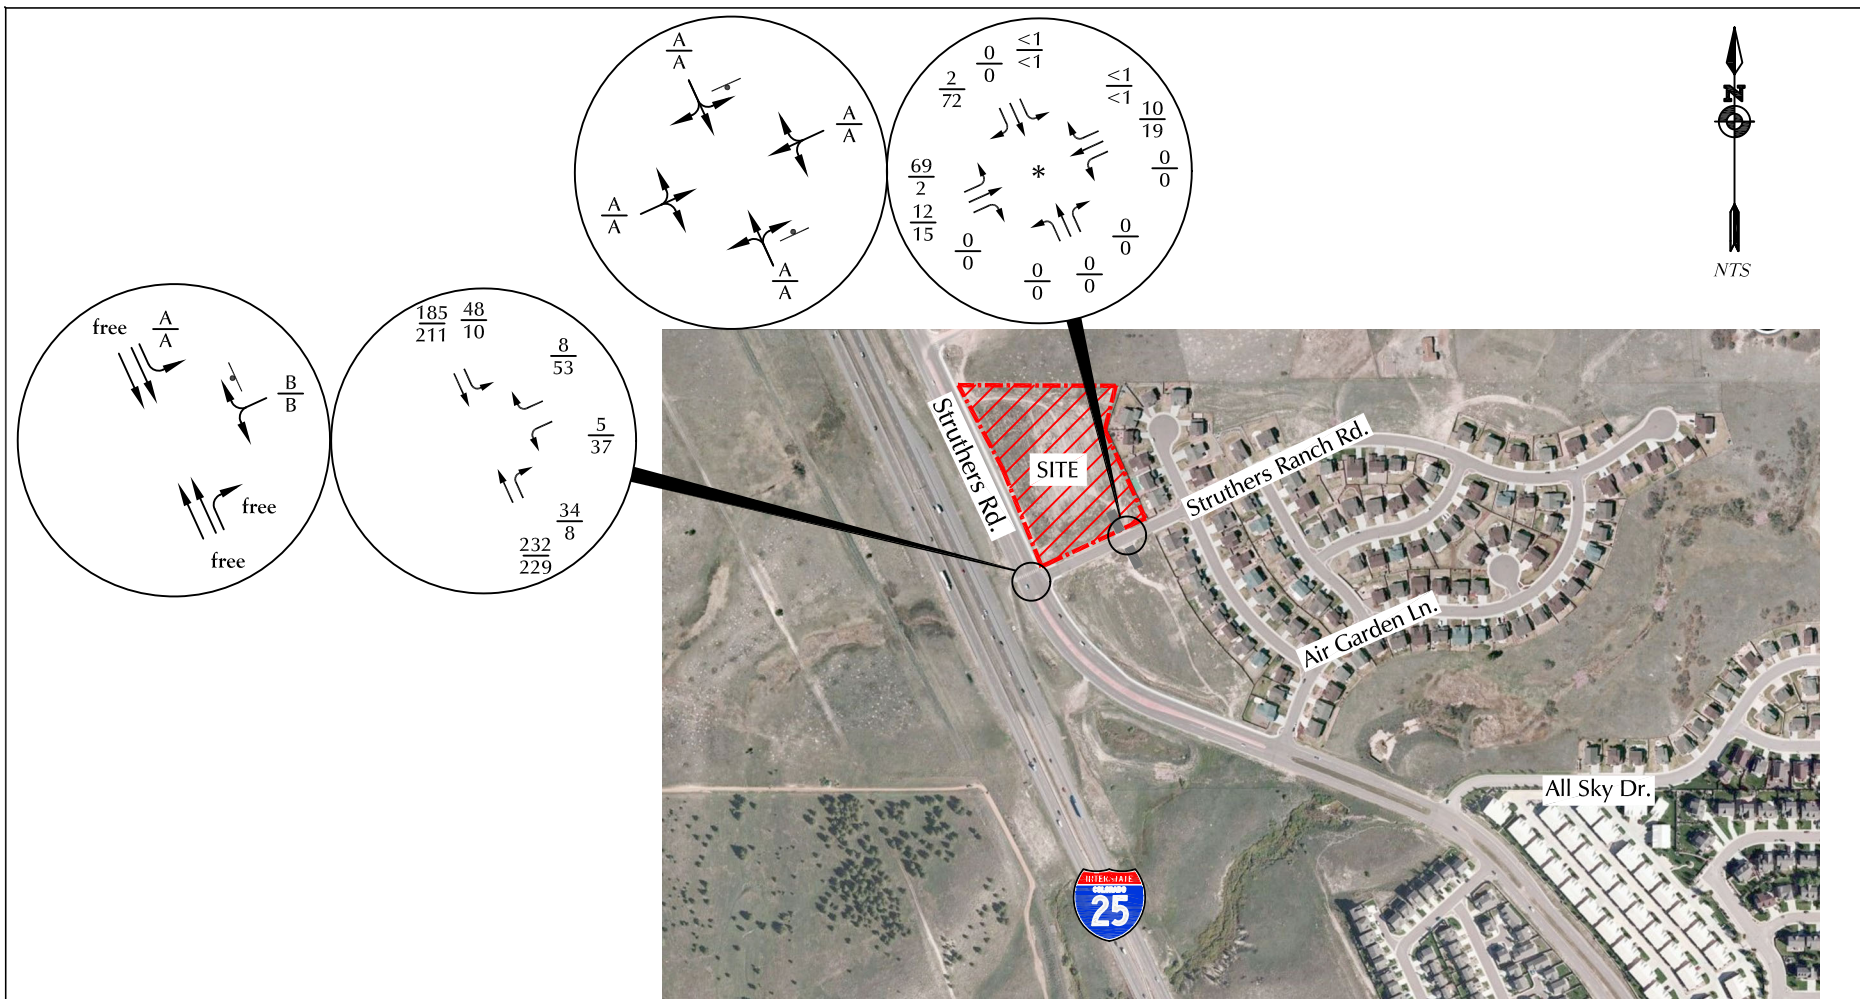 A
A
A
A
A
A
A
A
<1
<1
0
0
2
72
<1
<1
10
19
0
0
69
2
12
15
0
0
0
0
0
0
0
0
*
N
NTS
free
A
A
B
B
free
free
185
211
48
10
8
53
5
37
34
8
232
229
Struthers Rd.
SITE
Struthers Ranch Rd.
Air Garden Ln.
All Sky Dr.
INTERSTATE
COLORADO
25